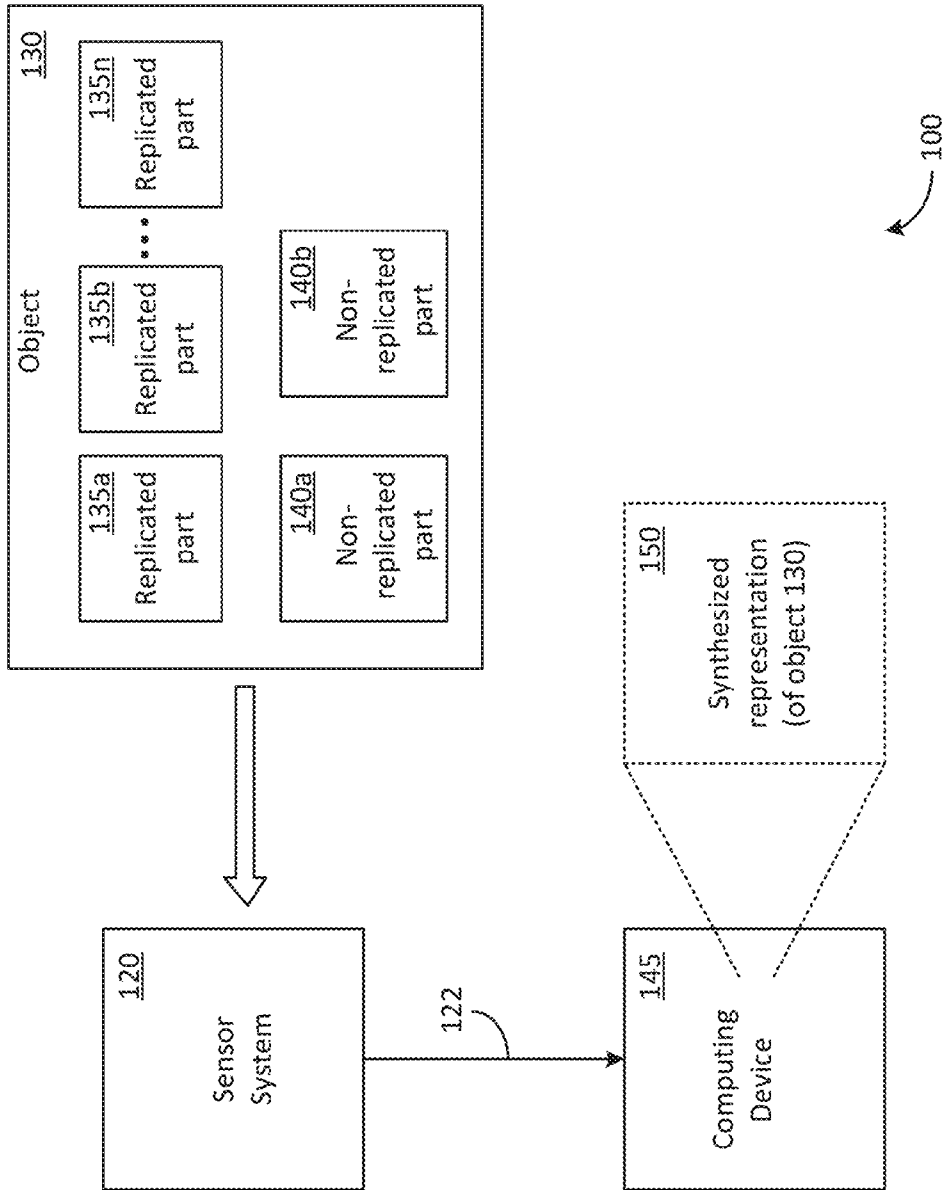 Object
130
135a
Replicated
part
135b
Replicated
part
...
135n
Replicated
part
140a
Non-
replicated
part
140b
Non-
replicated
part
120
Sensor
System
122
145
Computing
Device
150
Synthesized
representation
(of object 130)
100